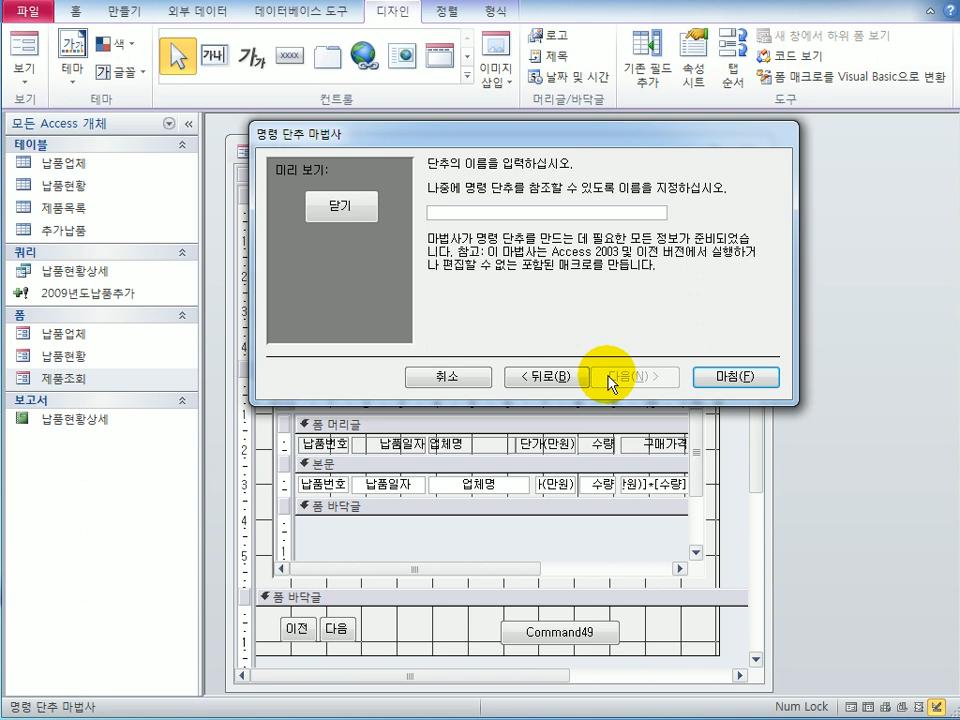 파일 홈 만들기 외부 데이터 데이터베이스 도구 디자인 정렬 형식
보기
보기
가가
테마
색
가 글꼴
테마
가나
가가
xxxx
컨트롤
이미지
삽입
로고
제목
날짜 및 시간
머리글/바닥글
기존 필드
추가
속성
시트
탭
순서
새 창에서 하위 폼 보기
코드 보기
폼 매크로를 Visual Basic으로 변환
도구
모든 Access 개체
테이블
납품업체
납품현황
제품목록
추가납품
쿼리
납품현황상세
2009년도납품추가
폼
납품업체
납품현황
제품조회
보고서
납품현황상세
명령 단추 마법사
미리 보기:
닫기
단추의 이름을 입력하십시오.
나중에 명령 단추를 참조할 수 있도록 이름을 지정하십시오.
마법사가 명령 단추를 만드는 데 필요한 모든 정보가 준비되었습
니다. 참고: 이 마법사는 Access 2003 및 이전 버전에서 실행하거
나 편집할 수 없는 포함된 매크로를 만듭니다.
취소 < 뒤로(B) 다음(N) > 마침(F)
폼 머리글
납품번호 납품일자 업체명 단가(만원) 수량 구매가격
본문
납품번호 납품일자 업체명 ㅏ(만원) 수량 만원)]*[수량]
폼 바닥글
폼 바닥글
이전 다음 Command49
명령 단추 마법사 Num Lock